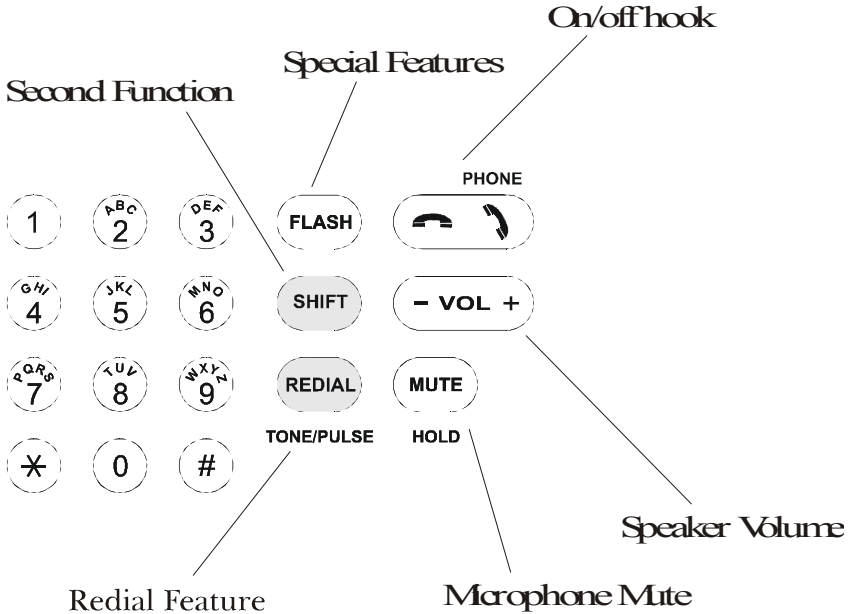 On/off hook
Special Features
Second Function
PHONE
1 ABC 2 DEF 3 FLASH
GHI 4 JKL 5 MNO 6 SHIFT - VOL +
PQRS 7 TUV 8 WXYZ 9 REDIAL MUTE
TONE/PULSE HOLD
* 0 #
Speaker Volume
Redial Feature Microphone Mute